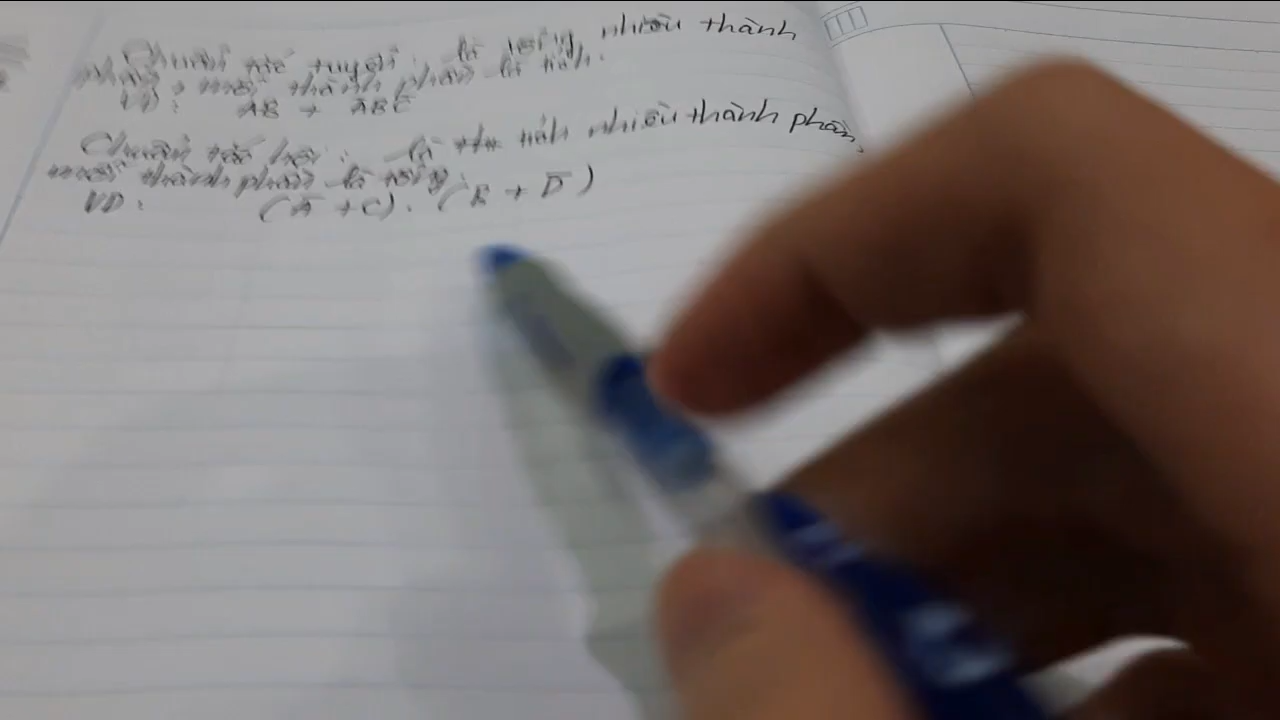 Chuẩn tắc tuyển : là tổng nhiều thành
phần, mỗi thành phần là tích.
VD : AB + ABC
Chuẩn tắc hội : là tích nhiều thành phần,
mỗi thành phần là tổng.
VD : (A̅ + C) . (B + D̅)